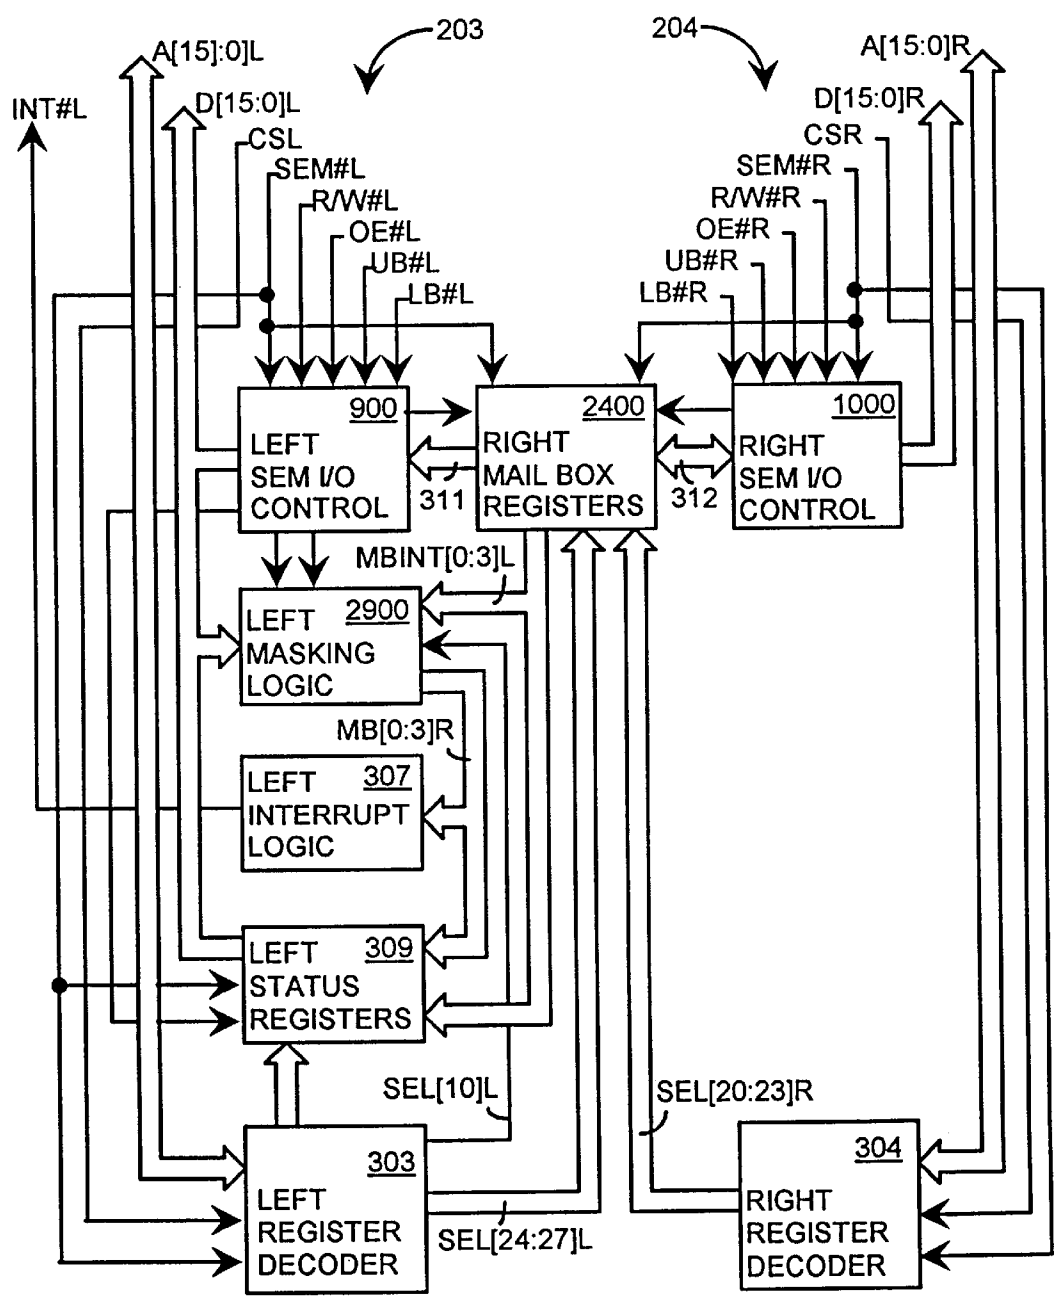 203
204
A[15]:0]L
A[15:0]R
INT#L
D[15:0]L
D[15:0]R
CSL
CSR
SEM#L
SEM#R
R/W#L
R/W#R
OE#L
OE#R
UB#L
UB#R
LB#L
LB#R
900
LEFT
SEM I/O
CONTROL
2400
RIGHT
MAIL BOX
REGISTERS
1000
RIGHT
SEM I/O
CONTROL
311
312
MBINT[0:3]L
2900
LEFT
MASKING
LOGIC
MB[0:3]R
307
LEFT
INTERRUPT
LOGIC
309
LEFT
STATUS
REGISTERS
SEL[10]L
SEL[20:23]R
303
LEFT
REGISTER
DECODER
SEL[24:27]L
304
RIGHT
REGISTER
DECODER